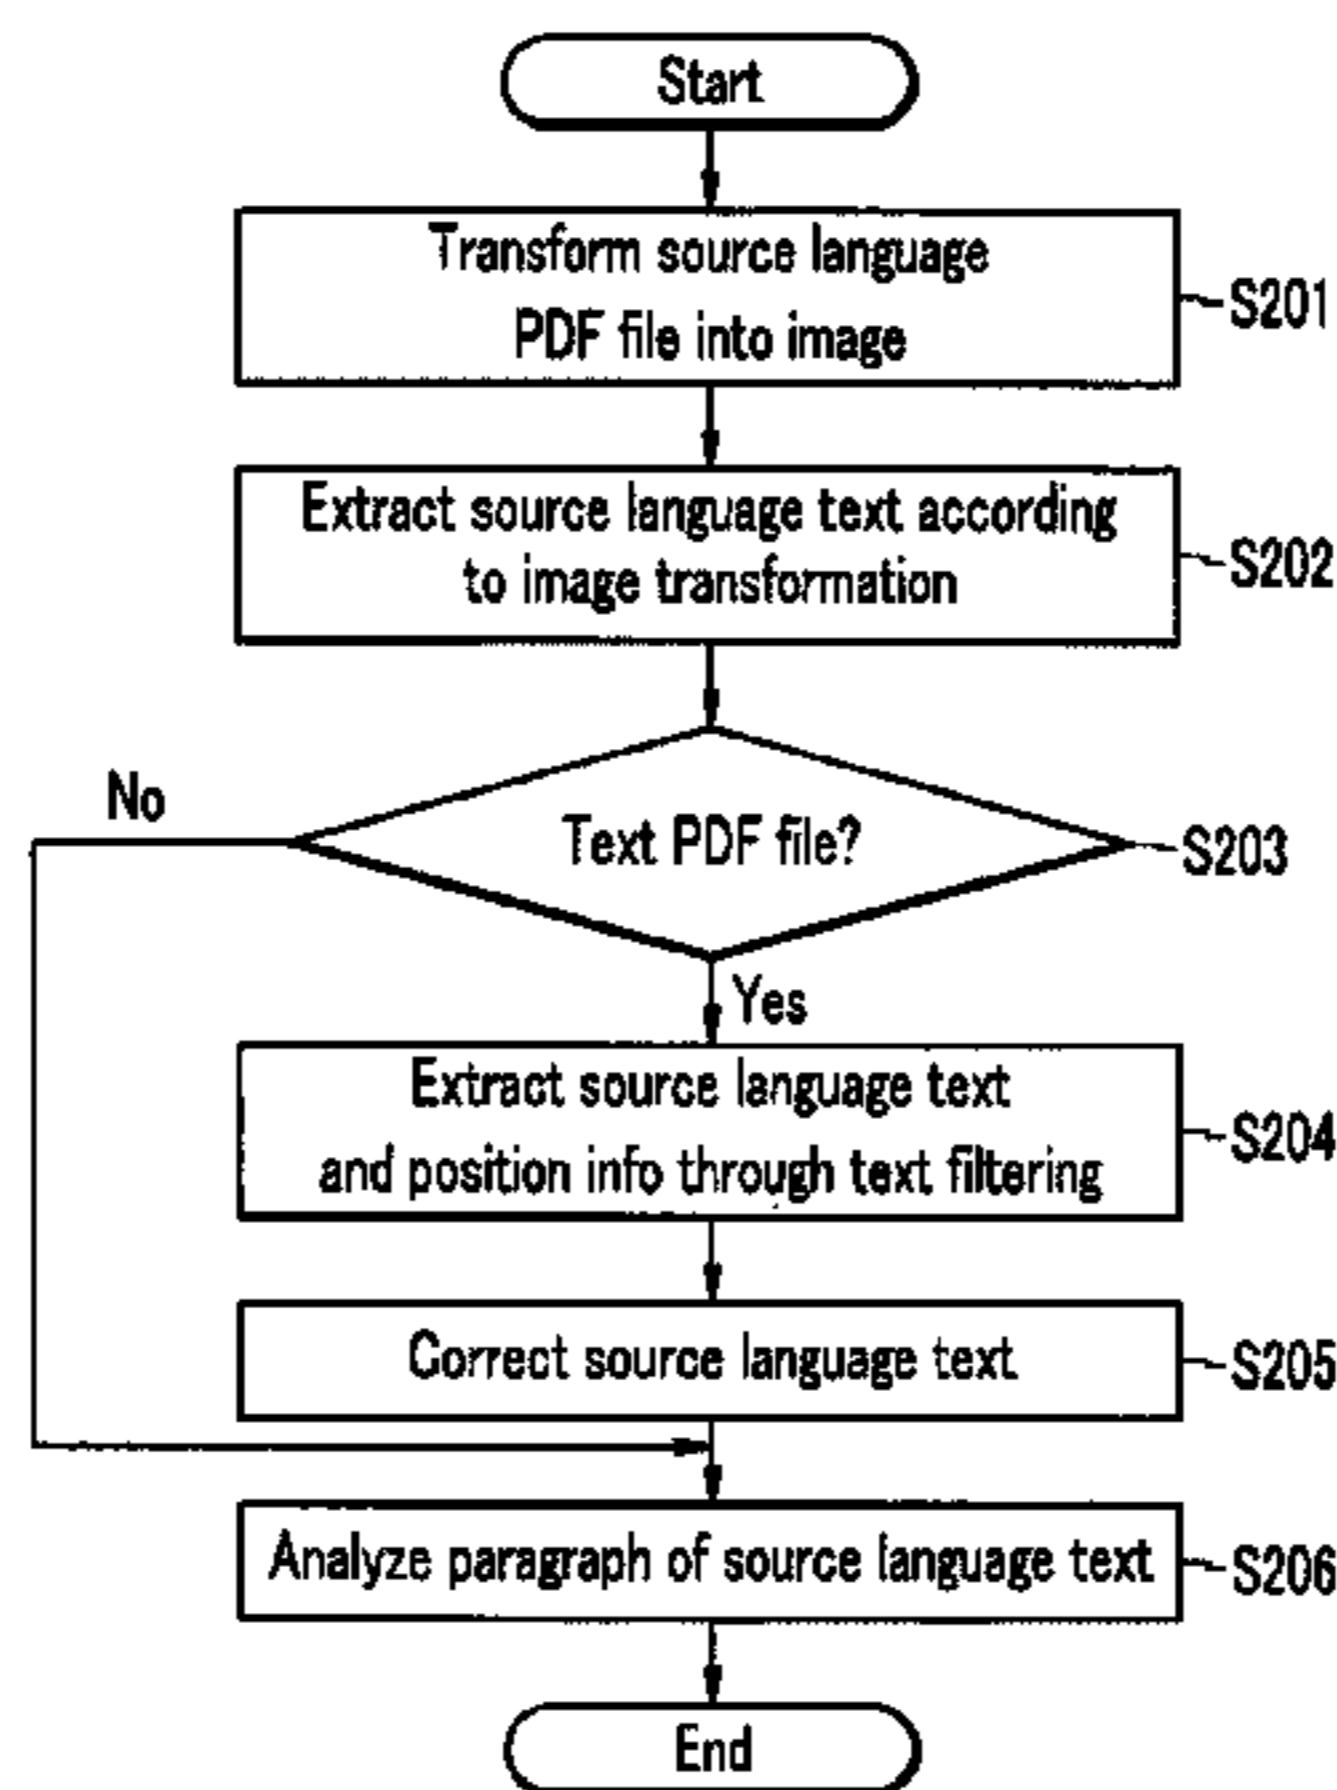 Start
Transform source language
PDF file into image
S201
Extract source language text according
to image transformation
S202
No
Text PDF file?
S203
Yes
Extract source language text
and position info through text filtering
S204
Correct source language text
S205
Analyze paragraph of source language text
S206
End